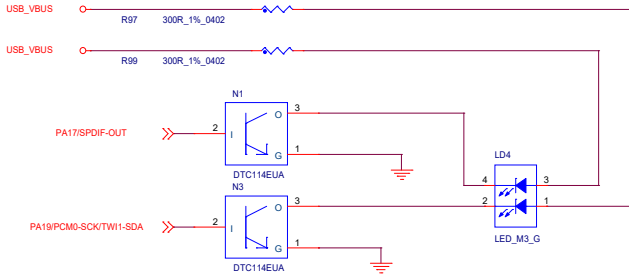 USB_VBUS
R97 300R_1%_0402
USB_VBUS
R99 300R_1%_0402
N1
3
O
PA17/SPDIF-OUT
2
I
G
1
DTC114EUA
LD4
4
3
2
1
LED_M3_G
N3
3
O
PA19/PCM0-SCK/TWI1-SDA
2
I
G
1
DTC114EUA